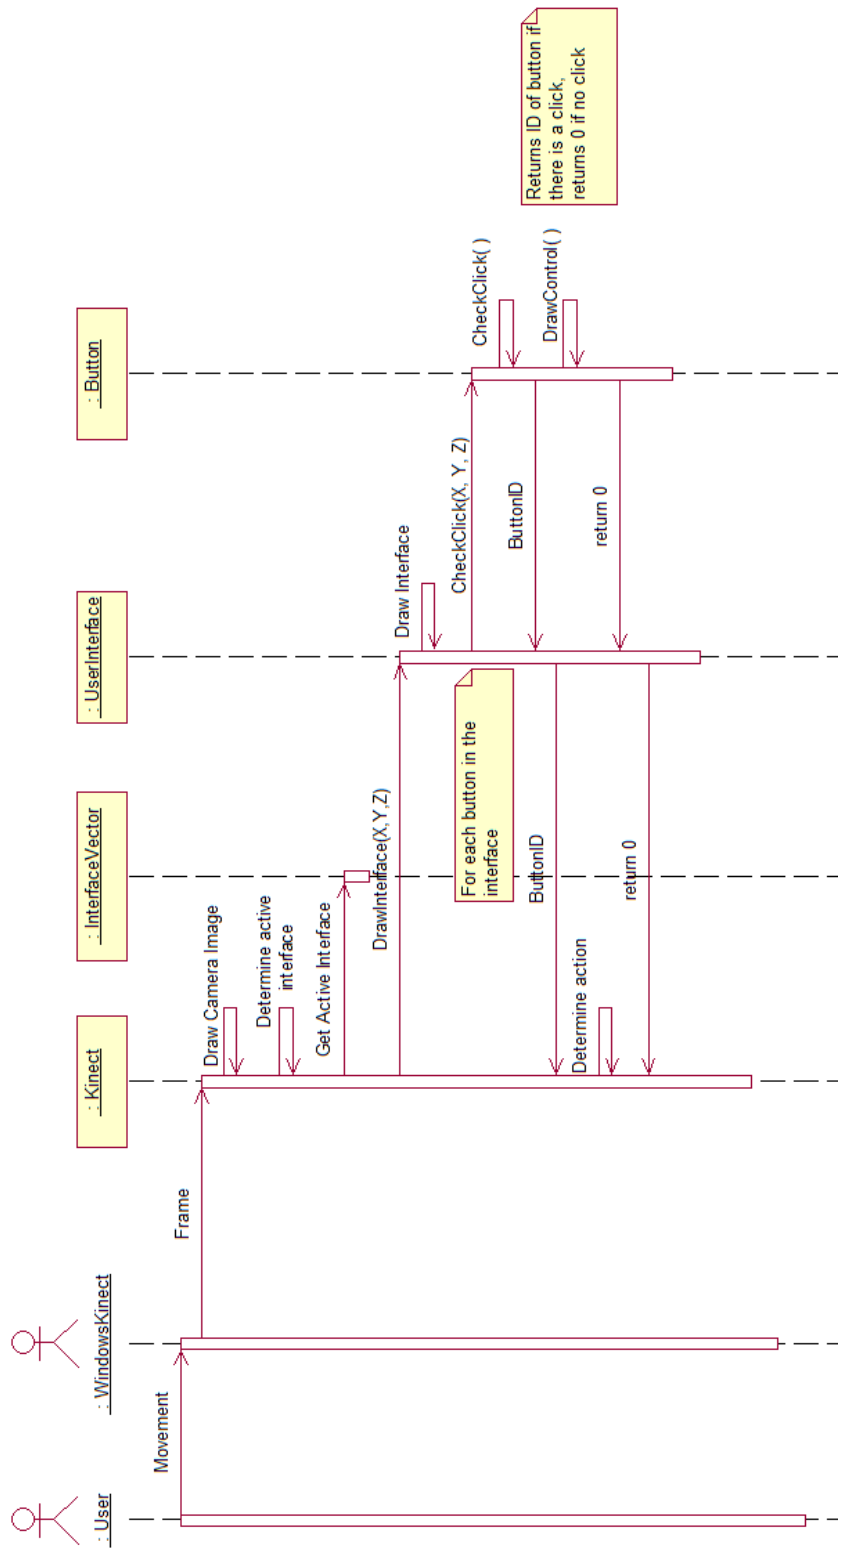 : User
: WindowsKinect
: Kinect
: InterfaceVector
: UserInterface
: Button
Movement
Frame
Draw Camera Image
Determine active
interface
Get Active Interface
DrawInterface(X,Y,Z)
Draw Interface
For each button in the
interface
CheckClick(X, Y, Z)
CheckClick( )
Returns ID of button if
there is a click,
returns 0 if no click
ButtonID
DrawControl( )
ButtonID
Determine action
return 0
return 0